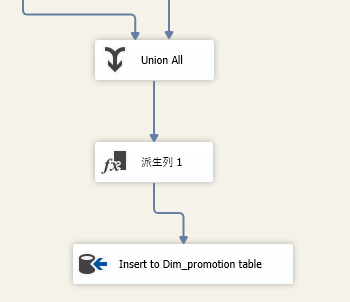 Union All
派生列 1
Insert to Dim_promotion table